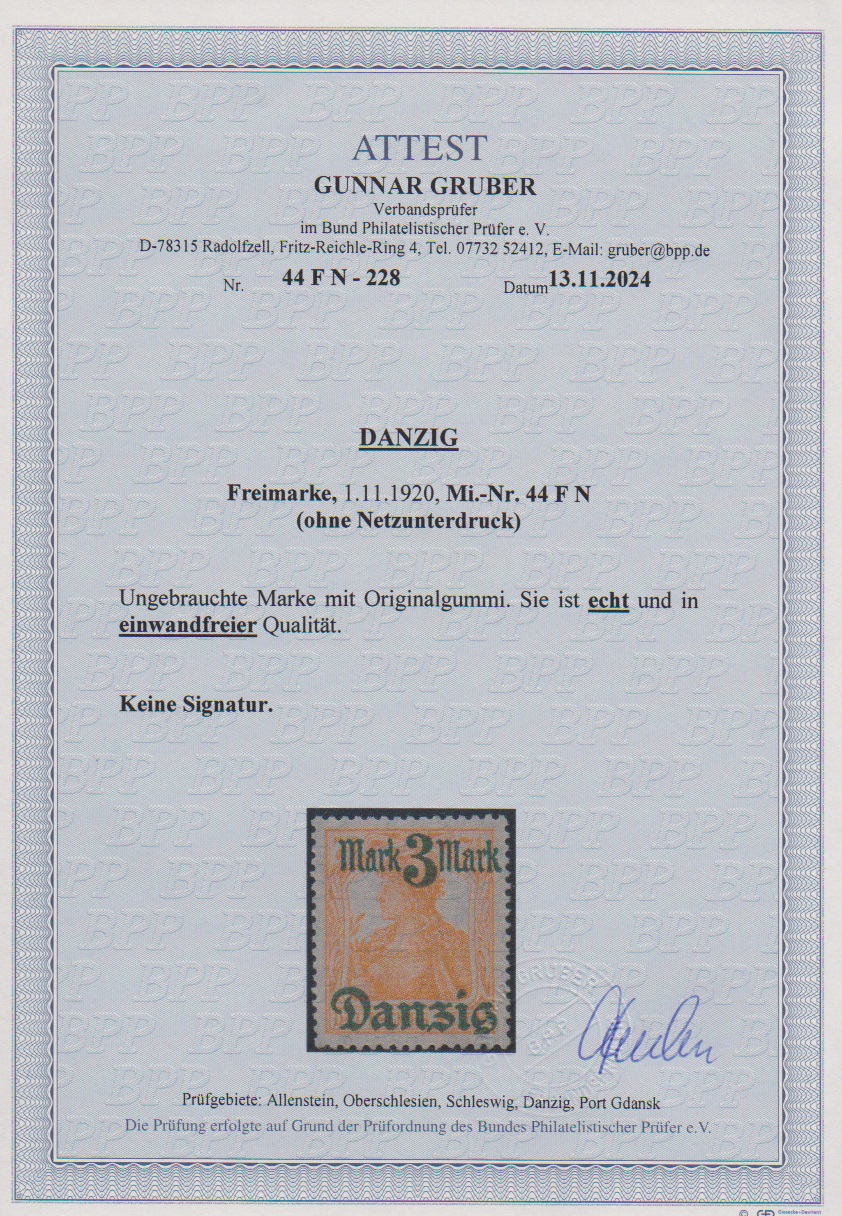 ATTEST
GUNNAR GRUBER
Verbandsprüfer
im Bund Philatelistischer Prüfer e. V.
D-78315 Radolfzell, Fritz-Reichle-Ring 4, Tel. 07732 52412, E-Mail: gruber@bpp.de
Nr. 44 F N - 228 Datum 13.11.2024
DANZIG
Freimarke, 1.11.1920, Mi.-Nr. 44 F N
(ohne Netzunterdruck)
Ungebrauchte Marke mit Originalgummi. Sie ist echt und in
einwandfreier Qualität.
Keine Signatur.
Mark 3 Mark
Danzig
GRUBER
BPP
Prüfgebiete: Allenstein, Oberschlesien, Schleswig, Danzig, Port Gdansk
Die Prüfung erfolgte auf Grund der Prüfordnung des Bundes Philatelistischer Prüfer e.V.
© Giesecke+Devrient